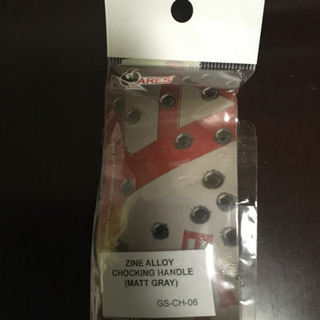 ARES
ZINE ALLOY
CHOCKING HANDLE
(MATT GRAY)
GS-CH-06